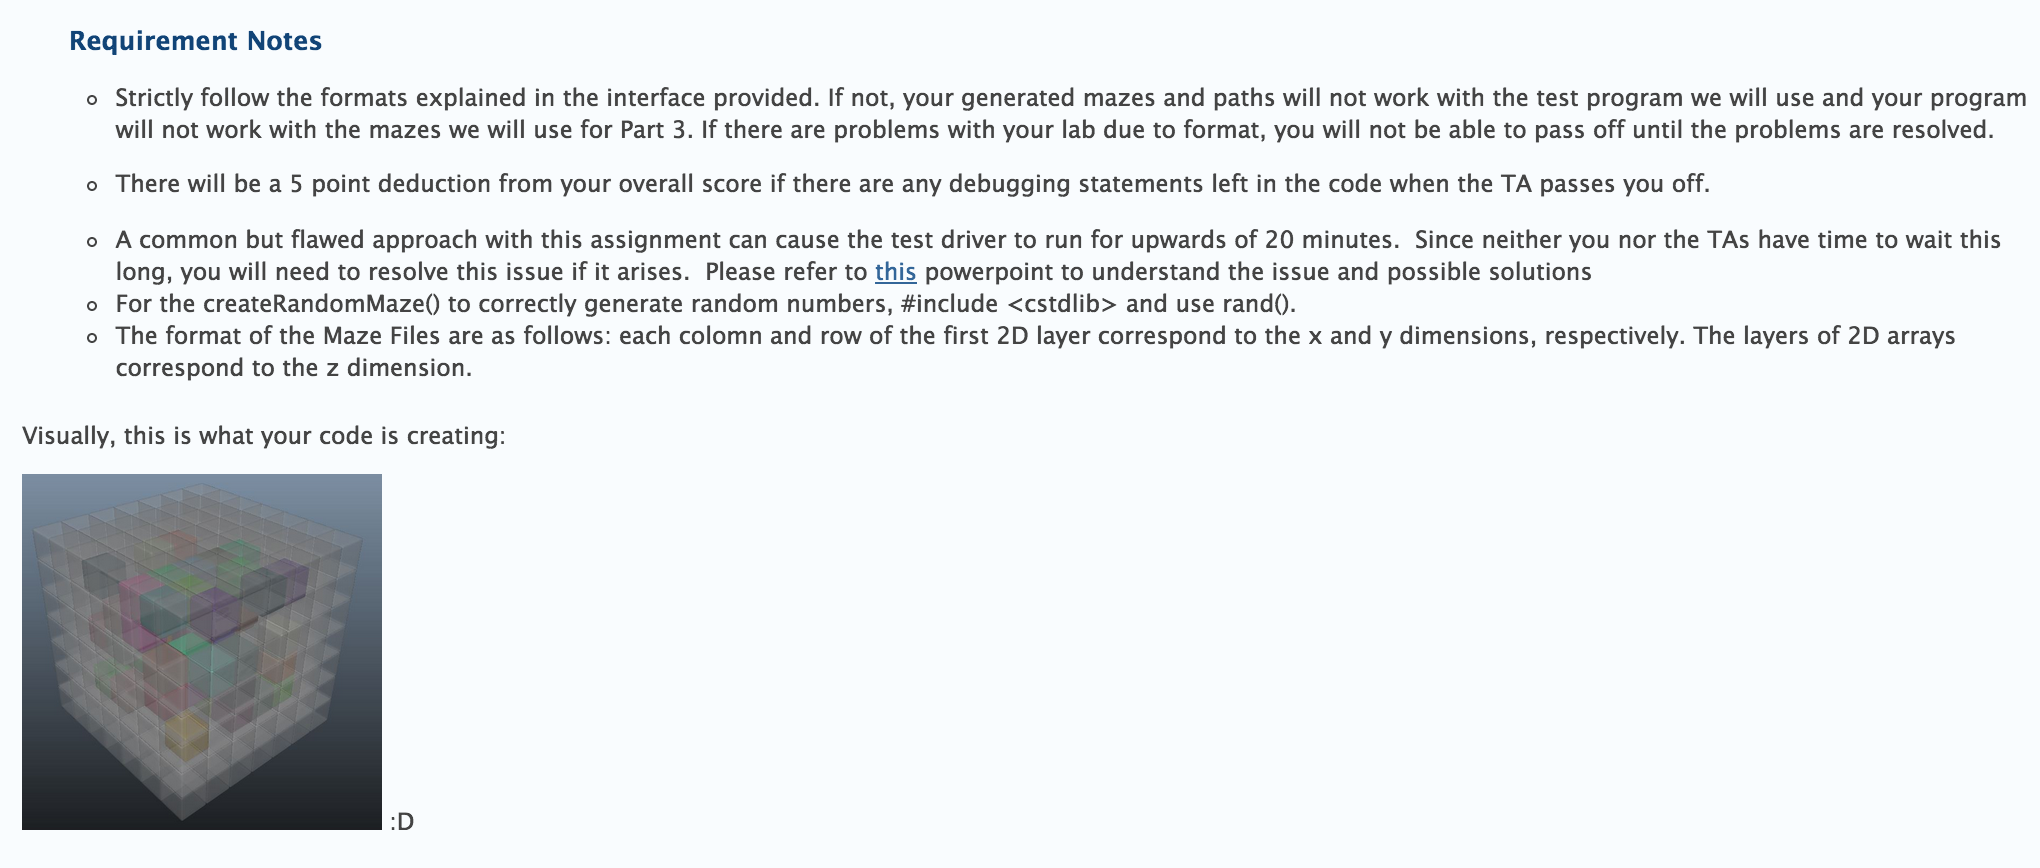 Requirement Notes
Strictly follow the formats explained in the interface provided. If not, your generated mazes and paths will not work with the test program we will use and your program
will not work with the mazes we will use for Part 3. If there are problems with your lab due to format, you will not be able to pass off until the problems are resolved.
There will be a 5 point deduction from your overall score if there are any debugging statements left in the code when the TA passes you off.
A common but flawed approach with this assignment can cause the test driver to run for upwards of 20 minutes.  Since neither you nor the TAs have time to wait this
long, you will need to resolve this issue if it arises.  Please refer to this powerpoint to understand the issue and possible solutions
For the createRandomMaze() to correctly generate random numbers, #include <cstdlib> and use rand().
The format of the Maze Files are as follows: each colomn and row of the first 2D layer correspond to the x and y dimensions, respectively. The layers of 2D arrays
correspond to the z dimension.
Visually, this is what your code is creating:
:D